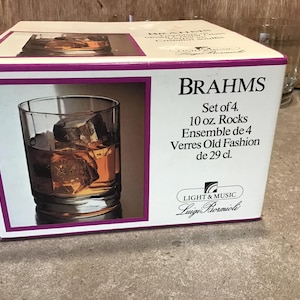 BRAHMS
BRAHMS
Set of 4.
10 oz. Rocks
Ensemble de 4
Verres Old Fashion
de 29 cl.
LIGHT & MUSIC
Luigi Bormioli